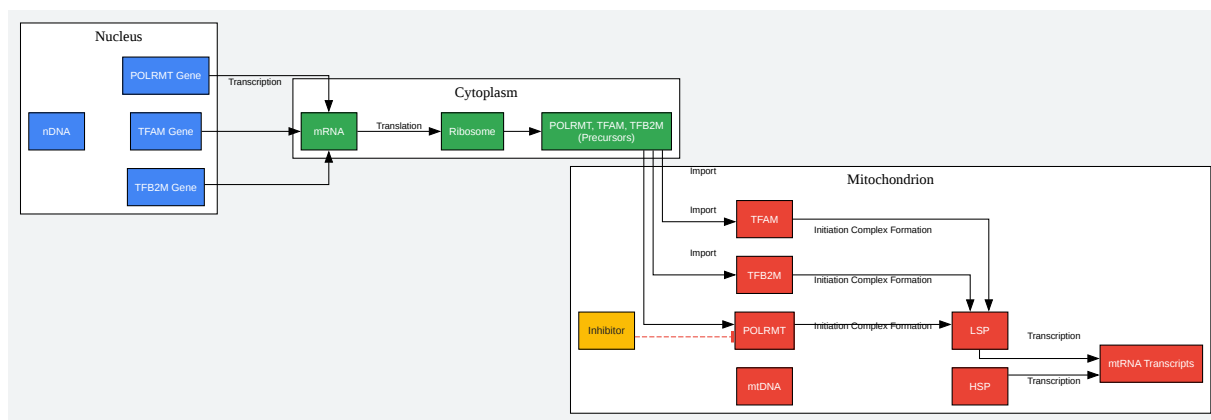 Nucleus
POLRMT Gene
Transcription
nDNA
TFAM Gene
TFB2M Gene
Cytoplasm
mRNA
Translation
Ribosome
POLRMT, TFAM, TFB2M
(Precursors)
Mitochondrion
Import
Import
TFAM
Initiation Complex Formation
Import
TFB2M
Initiation Complex Formation
Inhibitor
POLRMT
Initiation Complex Formation
LSP
Transcription
mtRNA Transcripts
mtDNA
HSP
Transcription